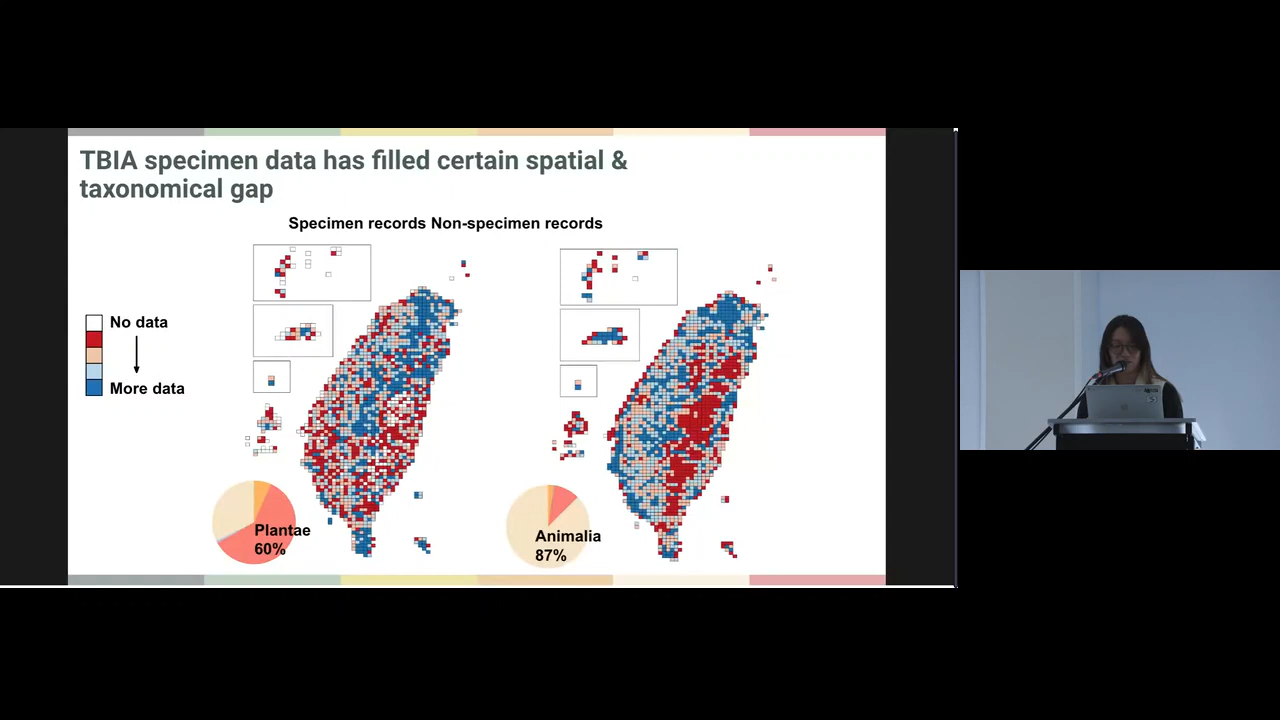 TBIA specimen data has filled certain spatial &
taxonomical gap
Specimen records Non-specimen records
No data
More data
Plantae
60%
Animalia
87%